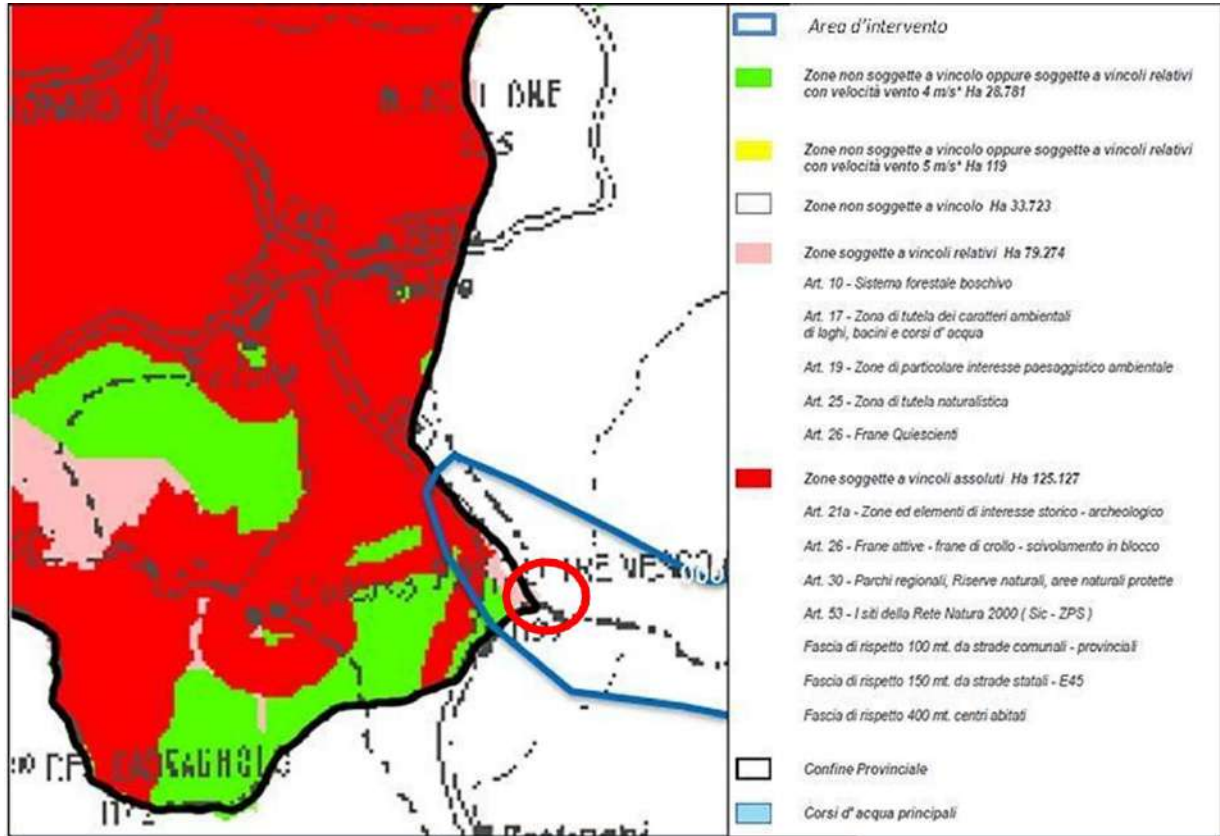 Area d'intervento
Zone non soggette a vincolo oppure soggette a vincoli relativi
con velocità vento 4 m/s* Ha 28.781
Zone non soggette a vincolo oppure soggette a vincoli relativi
con velocità vento 5 m/s* Ha 119
Zone non soggette a vincolo Ha 33.723
Zone soggette a vincoli relativi Ha 79.274
Art. 10 - Sistema forestale boschivo
Art. 17 - Zona di tutela dei caratteri ambientali
di laghi, bacini e corsi d' acqua
Art. 19 - Zone di particolare interesse paesaggistico ambientale
Art. 25 - Zona di tutela naturalistica
Art. 26 - Frane Quiescienti
Zone soggette a vincoli assoluti Ha 125.127
Art. 21a - Zone ed elementi di interesse storico - archeologico
Art. 26 - Frane attive - frane di crollo - scivolamento in blocco
Art. 30 - Parchi regionali, Riserve naturali, aree naturali protette
Art. 53 - I siti della Rete Natura 2000 ( Sic - ZPS )
Fascia di rispetto 100 mt. da strade comunali - provinciali
Fascia di rispetto 150 mt. da strade statali - E45
Fascia di rispetto 400 mt. centri abitati
Confine Provinciale
Corsi d' acqua principali